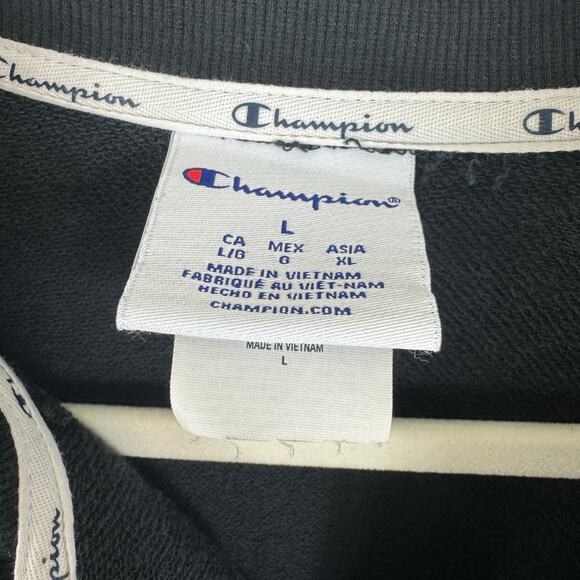 Champion
Champion
C
Champion®
L
CA MEX ASIA
L/G G XL
MADE IN VIETNAM
FABRIQUÉ AU VIÊT-NAM
HECHO EN VIETNAM
CHAMPION.COM
MADE IN VIETNAM
L
Champion